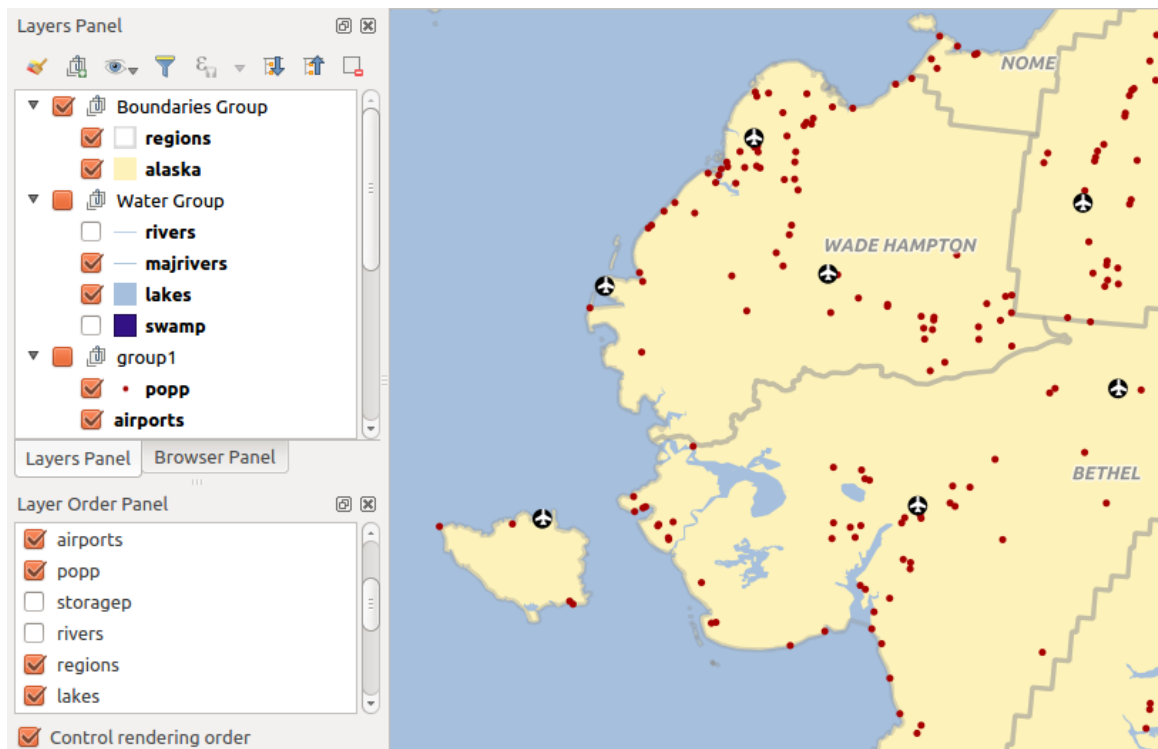 Layers Panel
Boundaries Group
regions
alaska
Water Group
rivers
majrivers
lakes
swamp
group1
popp
airports
Layers Panel
Browser Panel
Layer Order Panel
airports
popp
storagep
rivers
regions
lakes
Control rendering order
NOME
WADE HAMPTON
BETHEL